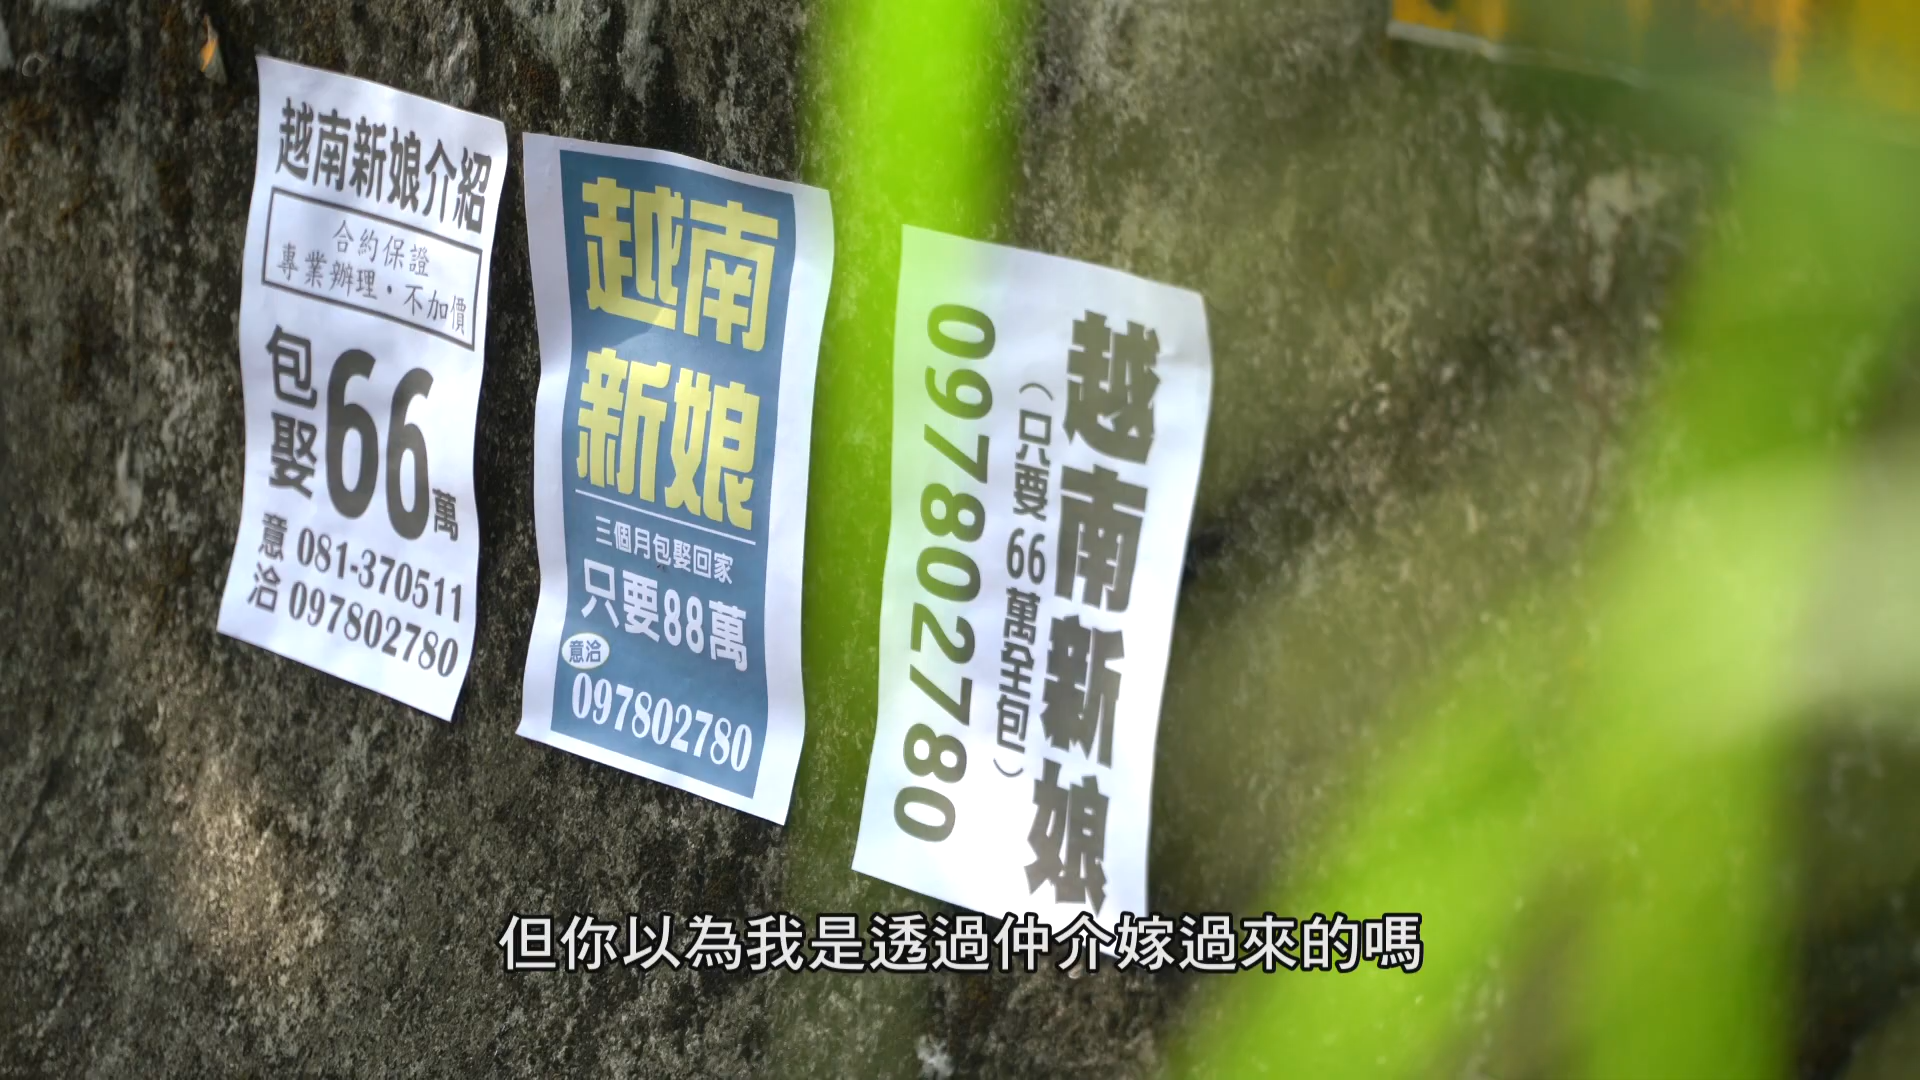 越南新娘介紹
合約保證
專業辦理・不加價
包娶66萬
意洽 081-370511
097802780
越南
新娘
三個月包娶回家
只要88萬
意洽
097802780
越南新娘
（只要66萬全包）
097802780
但你以為我是透過仲介嫁過來的嗎